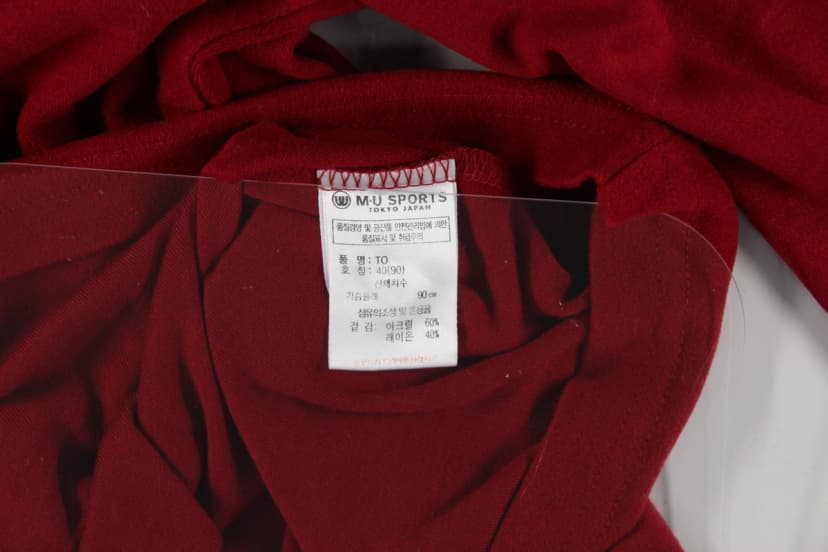 M·U SPORTS
TOKYO JAPAN
품질경영 및 공산품 안전관리법에 의한
품질표시 및 취급주의
품 명 : TO
호 칭 : 40(90)
신체치수
가슴둘레 90cm
섬유의조성 및 혼용률
겉 감 : 아크릴 60%
레이온 40%